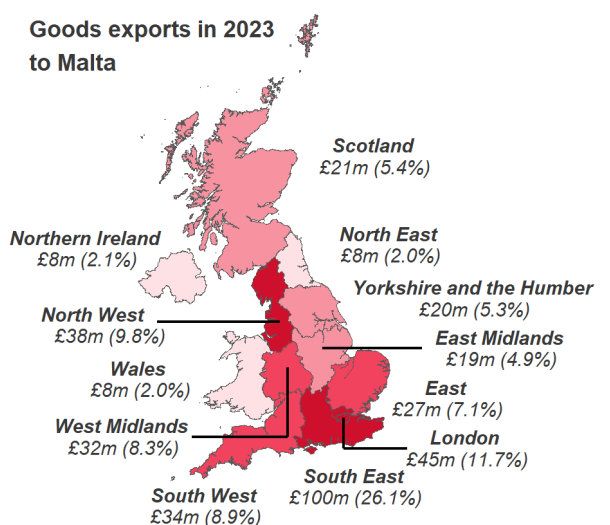 Goods exports in 2023
to Malta
Scotland
£21m (5.4%)
Northern Ireland
£8m (2.1%)
North East
£8m (2.0%)
Yorkshire and the Humber
£20m (5.3%)
North West
£38m (9.8%)
East Midlands
£19m (4.9%)
Wales
£8m (2.0%)
East
£27m (7.1%)
West Midlands
£32m (8.3%)
London
£45m (11.7%)
South East
£100m (26.1%)
South West
£34m (8.9%)